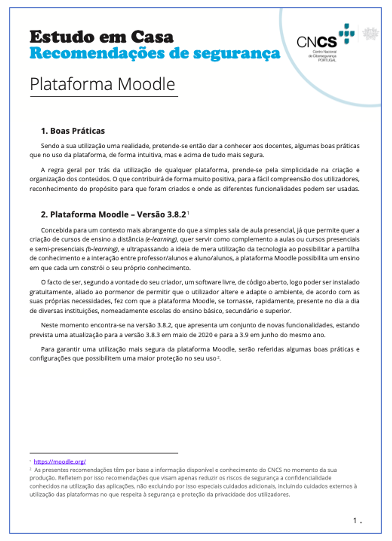 Estudo em Casa
Recomendações de segurança
CNCS
Centro Nacional
de Cibersegurança
PORTUGAL
Plataforma Moodle
1. Boas Práticas
Sendo a sua utilização uma realidade, pretende-se então dar a conhecer aos docentes, algumas boas práticas
que no uso da plataforma, de forma intuitiva, mas e acima de tudo mais segura.
A regra geral por trás da utilização de qualquer plataforma, prende-se pela simplicidade na criação e
organização dos conteúdos. O que contribuirá de forma muito positiva, para a fácil compreensão dos utilizadores,
reconhecimento do propósito para que foram criados e onde as diferentes funcionalidades podem ser usadas.
2. Plataforma Moodle – Versão 3.8.2 1
Concebida para um contexto mais abrangente do que a simples sala de aula presencial, já que permite quer a
criação de cursos de ensino a distância (e-learning), quer servir como complemento a aulas ou cursos presenciais
e semi-presenciais (b-learning), e ultrapassando a ideia de mera utilização da tecnologia ao possibilitar a partilha
de conhecimento e a interação entre professor/alunos e aluno/alunos, a plataforma Moodle possibilita um ensino
em que cada um constrói o seu próprio conhecimento.
O facto de ser, segundo a vontade do seu criador, um software livre, de código aberto, logo poder ser instalado
gratuitamente, aliado ao pormenor de permitir que o utilizador altere e adapte o ambiente, de acordo com as
suas próprias necessidades, fez com que a plataforma Moodle, se tornasse, rapidamente, presente no dia a dia
de diversas instituições, nomeadamente escolas do ensino básico, secundário e superior.
Neste momento encontra-se na versão 3.8.2, que apresenta um conjunto de novas funcionalidades, estando
prevista uma atualização para a versão 3.8.3 em maio de 2020 e para a 3.9 em junho do mesmo ano.
Para garantir uma utilização mais segura da plataforma Moodle, serão referidas algumas boas práticas e
configurações que possibilitem uma maior proteção no seu uso 2.
1 https://moodle.org/
2 As presentes recomendações têm por base a informação disponível e conhecimento do CNCS no momento da sua
produção. Refletem por isso recomendações que visam apenas reduzir os riscos de segurança a confidencialidade
conhecidos na utilização das aplicações, não excluindo por isso especiais cuidados adicionais, incluindo cuidados externos à
utilização das plataformas no que respeita à segurança e proteção da privacidade dos utilizadores.
1 .